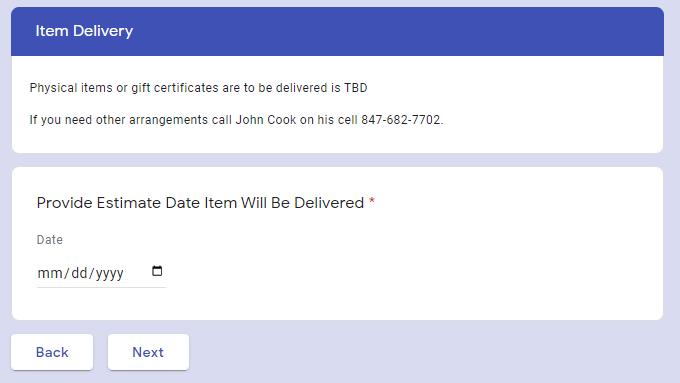 Item Delivery
Physical items or gift certificates are to be delivered is TBD
If you need other arrangements call John Cook on his cell 847-682-7702.
Provide Estimate Date Item Will Be Delivered *
Date
mm/dd/yyyy
Back
Next